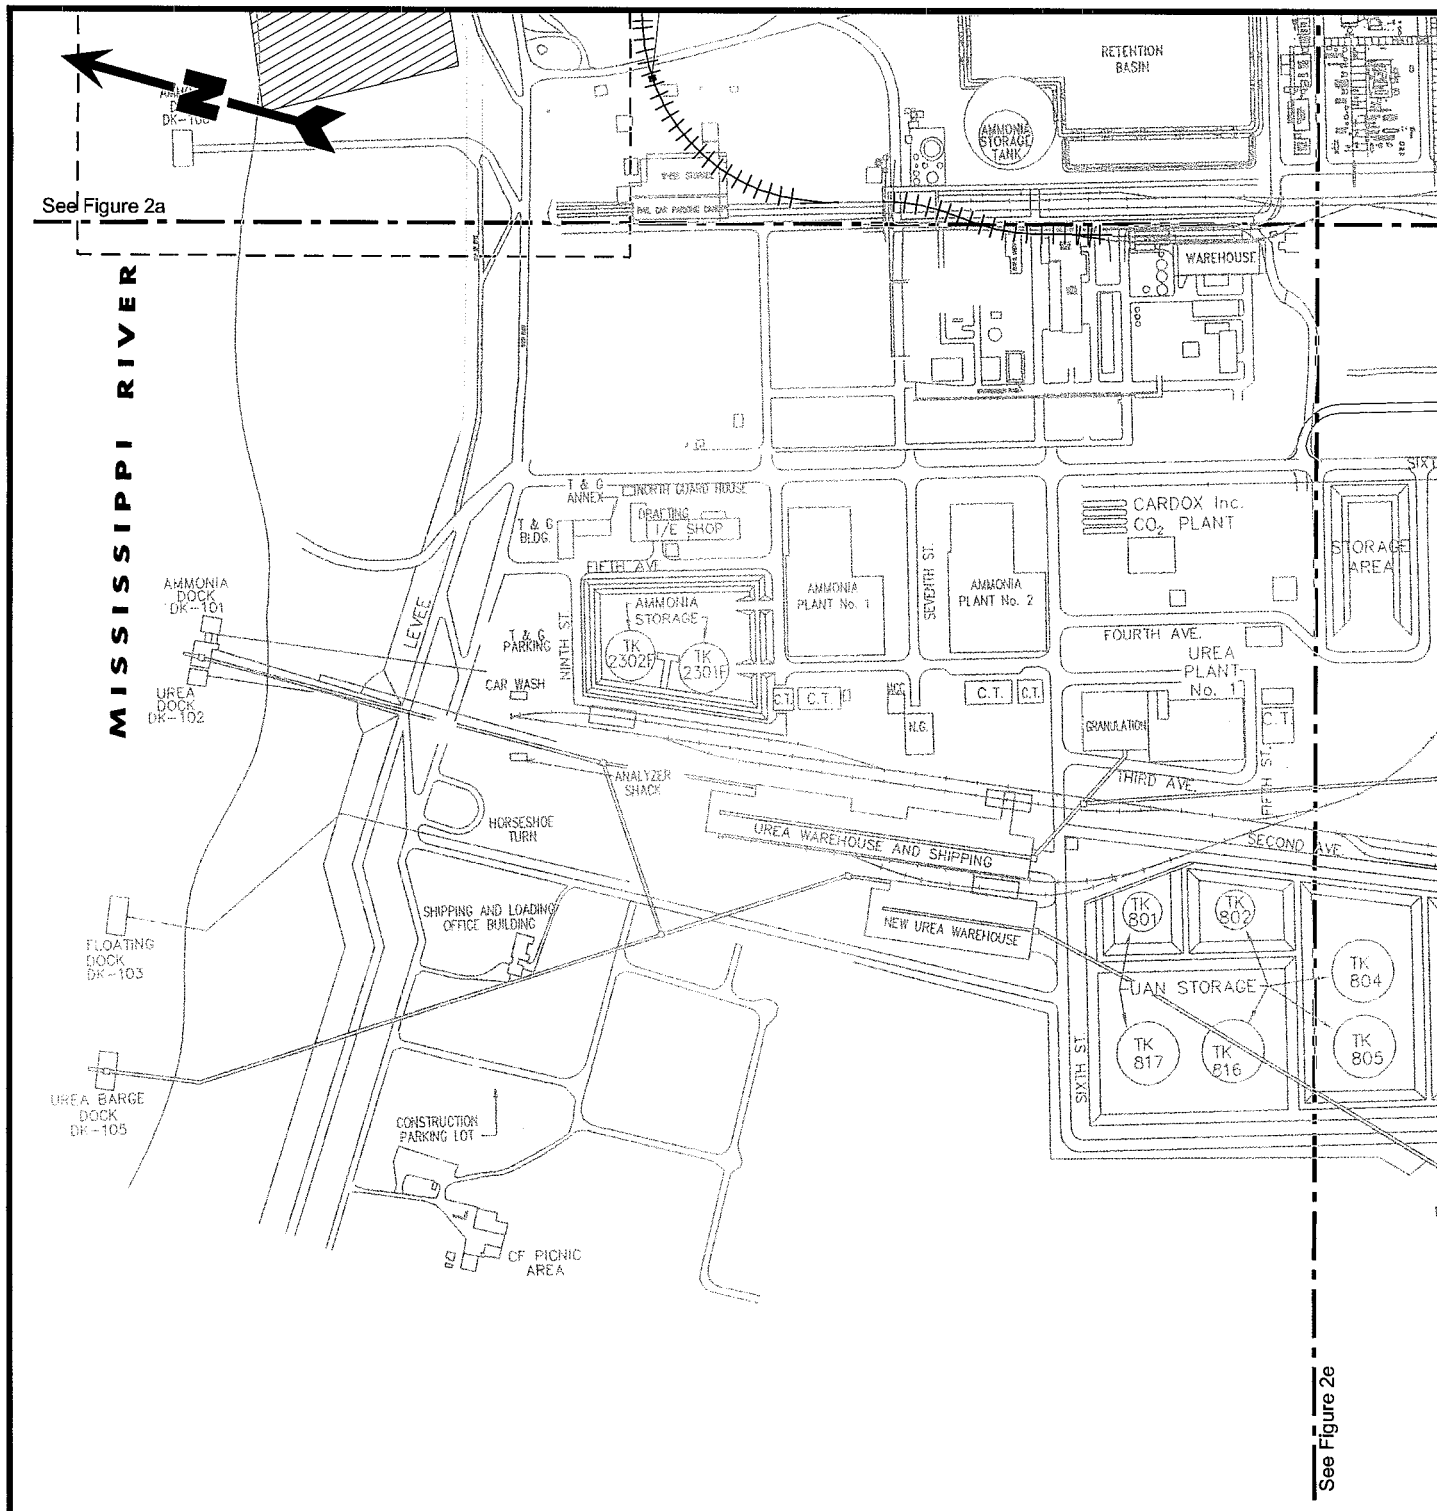 N
RETENTION
BASIN
AMMONIA
STORAGE
TANK
DK-100
See Figure 2a
RAIL CAR PARKING CANOPY
WAREHOUSE
MISSISSIPPI RIVER
T & G
ANNEX
NORTH GUARD HOUSE
DRAFTING
I/E SHOP
T & G
BLDG.
FIFTH AVE.
CARDOX Inc.
CO2 PLANT
STORAGE
AREA
AMMONIA
DOCK
DK-101
LEVEE
AMMONIA
STORAGE
TK
2302F
TK
2301F
AMMONIA
PLANT No. 1
SEVENTH ST.
AMMONIA
PLANT No. 2
FOURTH AVE.
T & G
PARKING
NINTH ST.
UREA
PLANT
No. 1
UREA
DOCK
DK-102
CAR WASH
C.T.
C.T.
N.G.
C.T.
C.T.
GRANULATION
C.T.
ANALYZER
SHACK
THIRD AVE.
FIFTH ST.
HORSESHOE
TURN
UREA WAREHOUSE AND SHIPPING
SECOND AVE.
SHIPPING AND LOADING
OFFICE BUILDING
NEW UREA WAREHOUSE
TK
801
TK
802
FLOATING
DOCK
DK-103
UAN STORAGE
TK
804
TK
817
TK
816
TK
805
SIXTH ST.
UREA BARGE
DOCK
DK-105
CONSTRUCTION
PARKING LOT
CF PICNIC
AREA
See Figure 2e